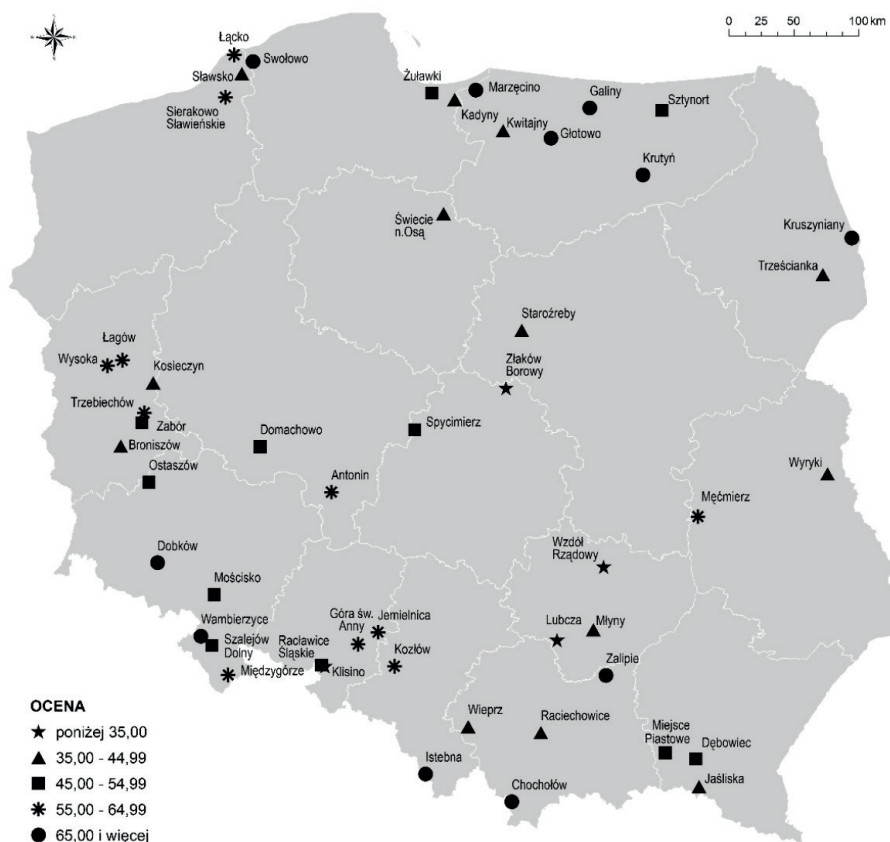 0 25 50 100 km
Łącko
Swołowo
Sławsko
Sierakowo
Sławieńskie
Żuławki
Marzęcino
Kadyny
Kwitajny
Galiny
Głotowo
Sztynort
Krutyń
Świecie
n.Osą
Kruszyniany
Trześcianka
Staroźreby
Złaków
Borowy
Łagów
Wysoka
Kosieczyn
Trzebiechów
Zabór
Broniszów
Ostaszów
Domachowo
Spycimierz
Antonin
Wyryki
Męćmierz
Dobków
Mościsko
Wzdół
Rządowy
Wambierzyce
Szalejów
Dolny
Międzygórze
Racławice
Śląskie
Klisino
Góra św.
Anny
Jemielnica
Kozłów
Lubcza
Młyny
Zalipie
Wieprz
Raciechowice
Istebna
Chochołów
Miejsce
Piastowe
Dębowiec
Jaśliska
OCENA
poniżej 35,00
35,00 - 44,99
45,00 - 54,99
55,00 - 64,99
65,00 i więcej